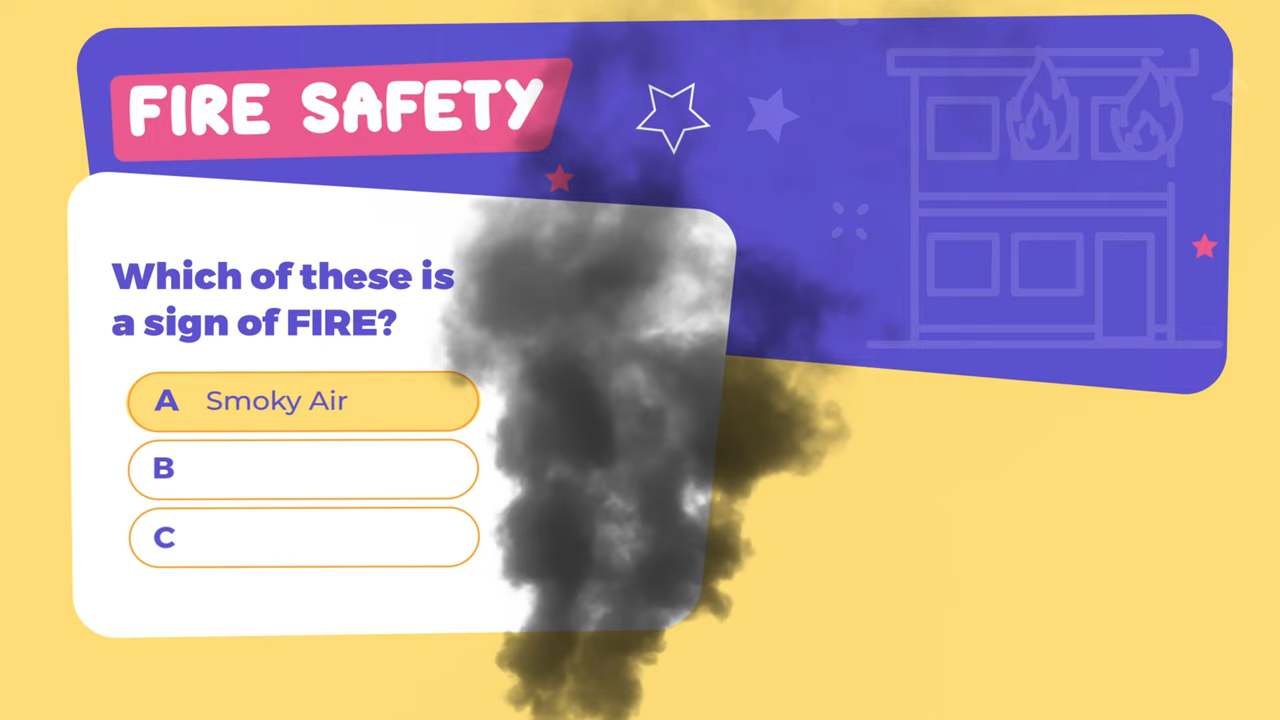 FIRE SAFETY
Which of these is
a sign of FIRE?
A Smoky Air
B
C